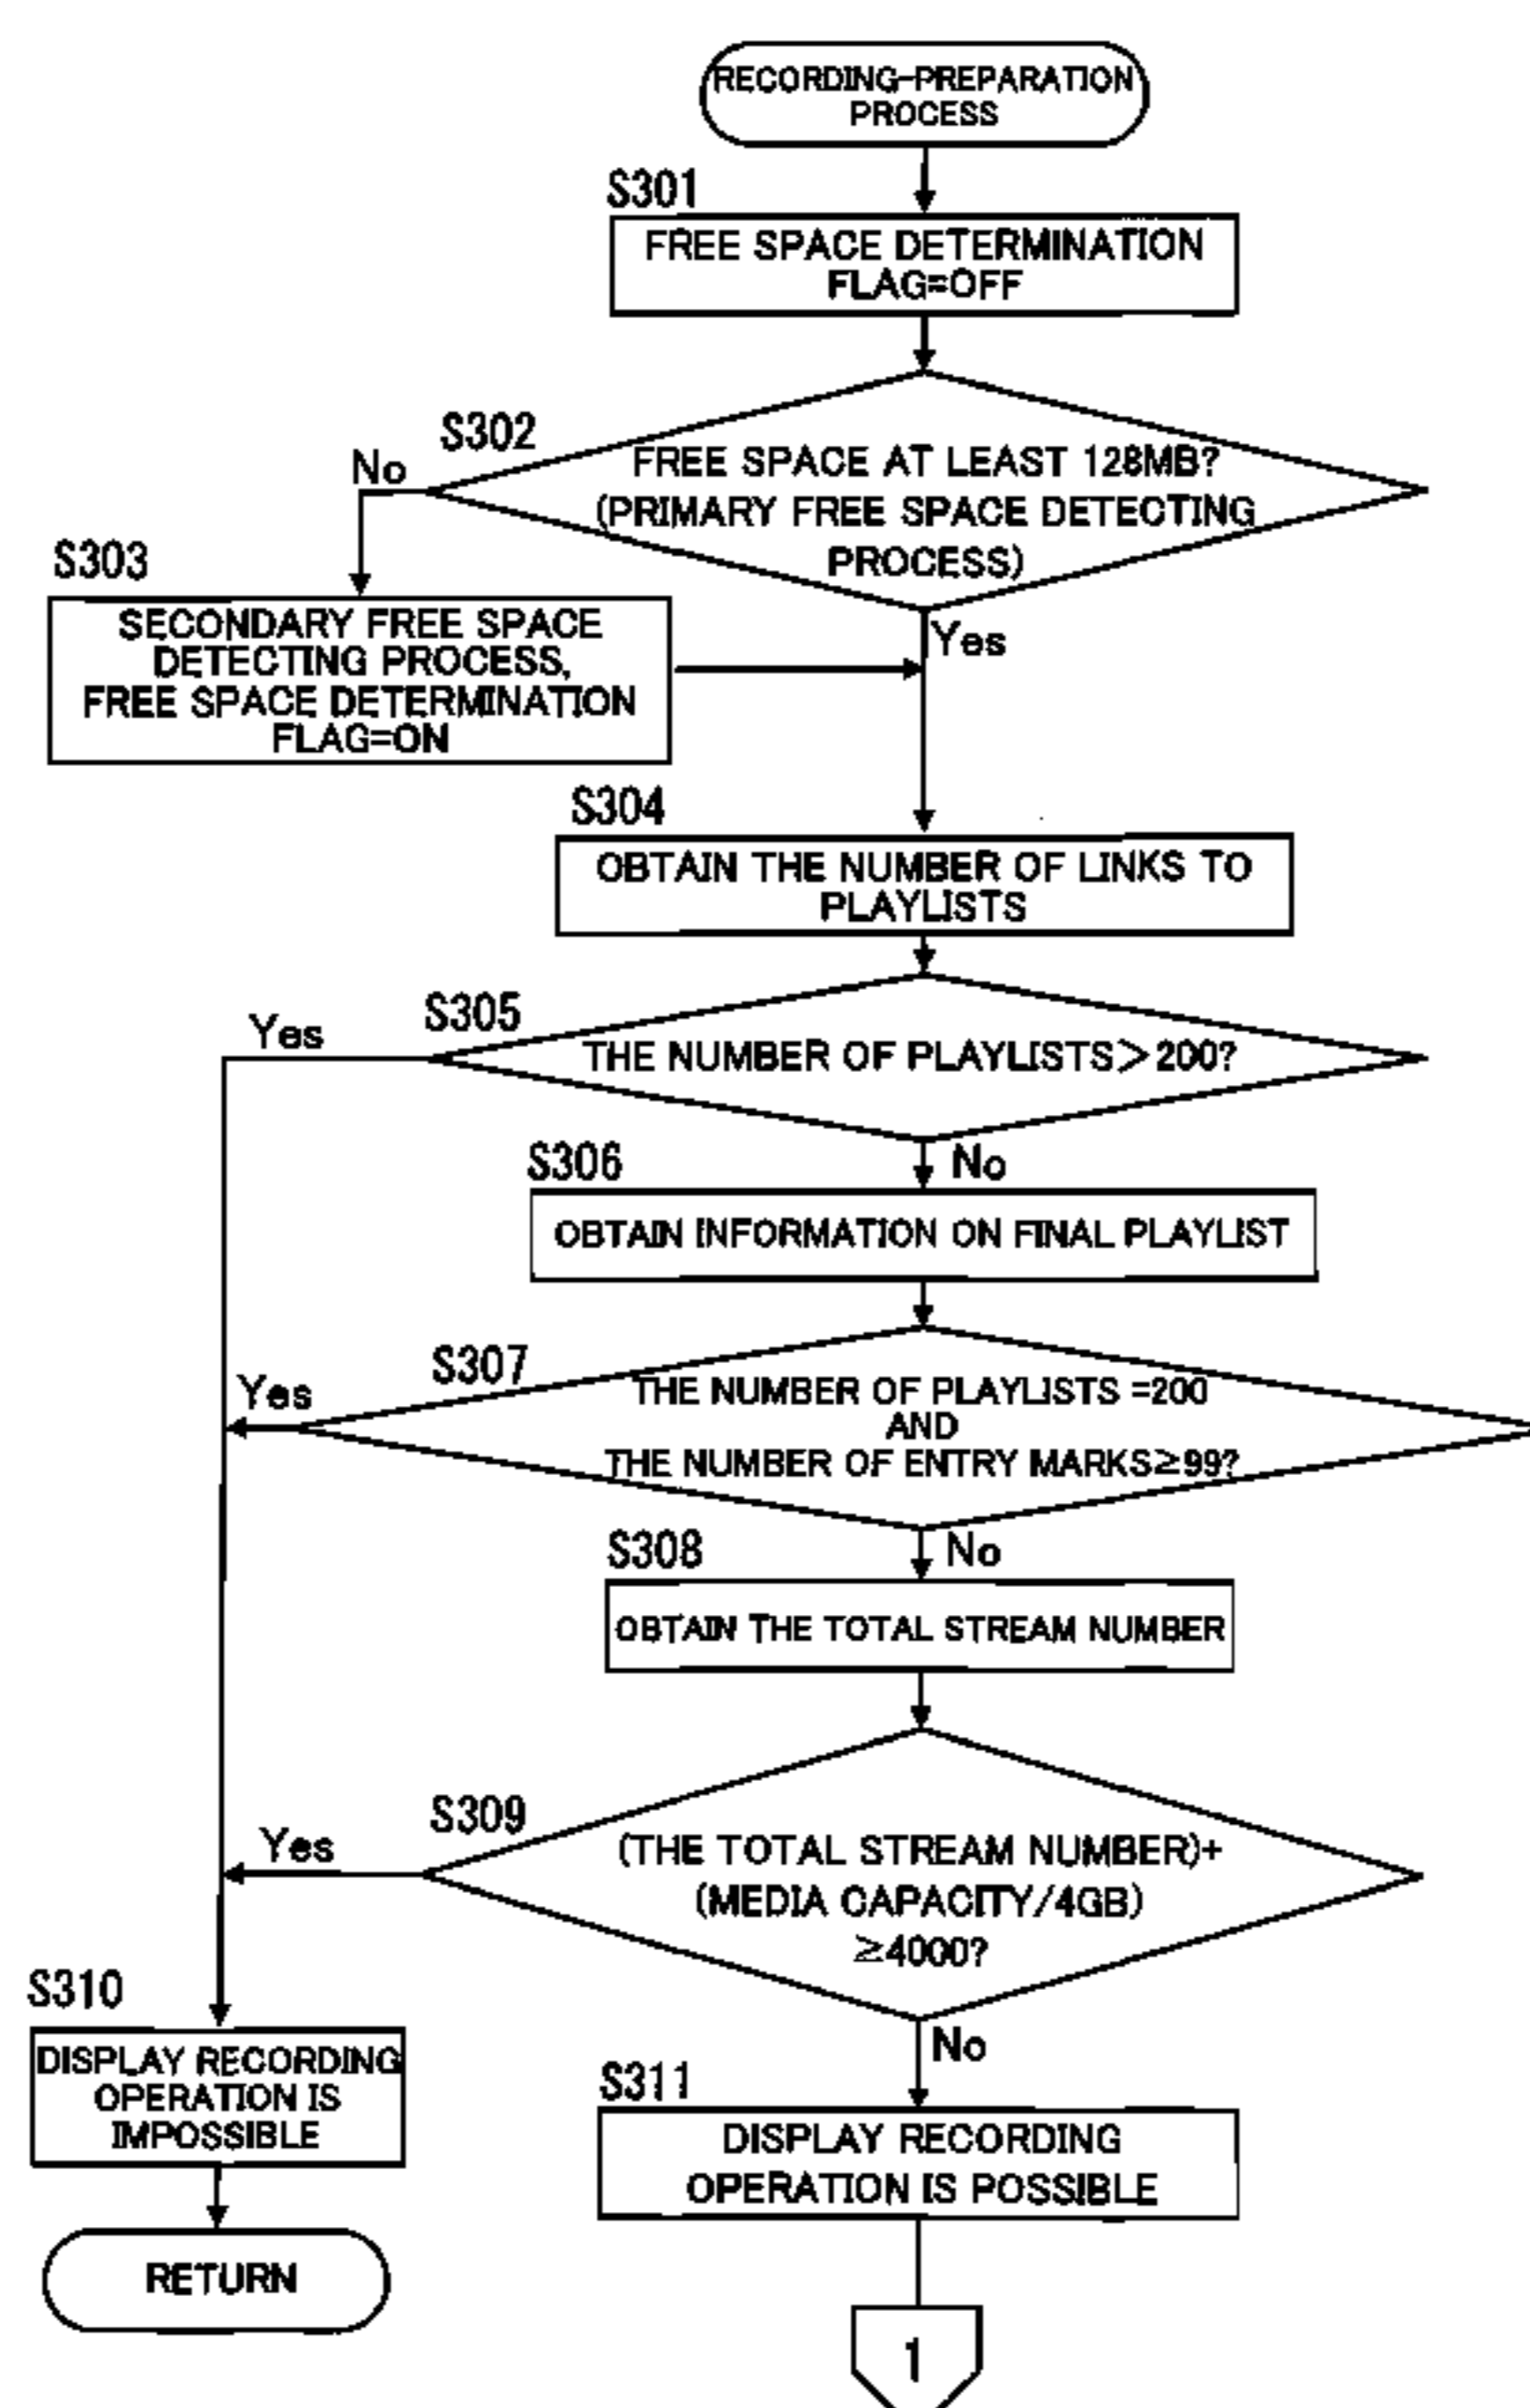 RECORDING-PREPARATION
PROCESS
S301
FREE SPACE DETERMINATION
FLAG=OFF
S302
No
FREE SPACE AT LEAST 128MB?
(PRIMARY FREE SPACE DETECTING
PROCESS)
Yes
S303
SECONDARY FREE SPACE
DETECTING PROCESS,
FREE SPACE DETERMINATION
FLAG=ON
S304
OBTAIN THE NUMBER OF LINKS TO
PLAYLISTS
S305
Yes
THE NUMBER OF PLAYLISTS>200?
No
S306
OBTAIN INFORMATION ON FINAL PLAYLIST
S307
Yes
THE NUMBER OF PLAYLISTS =200
AND
THE NUMBER OF ENTRY MARKS≥99?
No
S308
OBTAIN THE TOTAL STREAM NUMBER
S309
Yes
(THE TOTAL STREAM NUMBER)+
(MEDIA CAPACITY/4GB)
≥4000?
No
S310
DISPLAY RECORDING
OPERATION IS
IMPOSSIBLE
RETURN
S311
DISPLAY RECORDING
OPERATION IS POSSIBLE
1